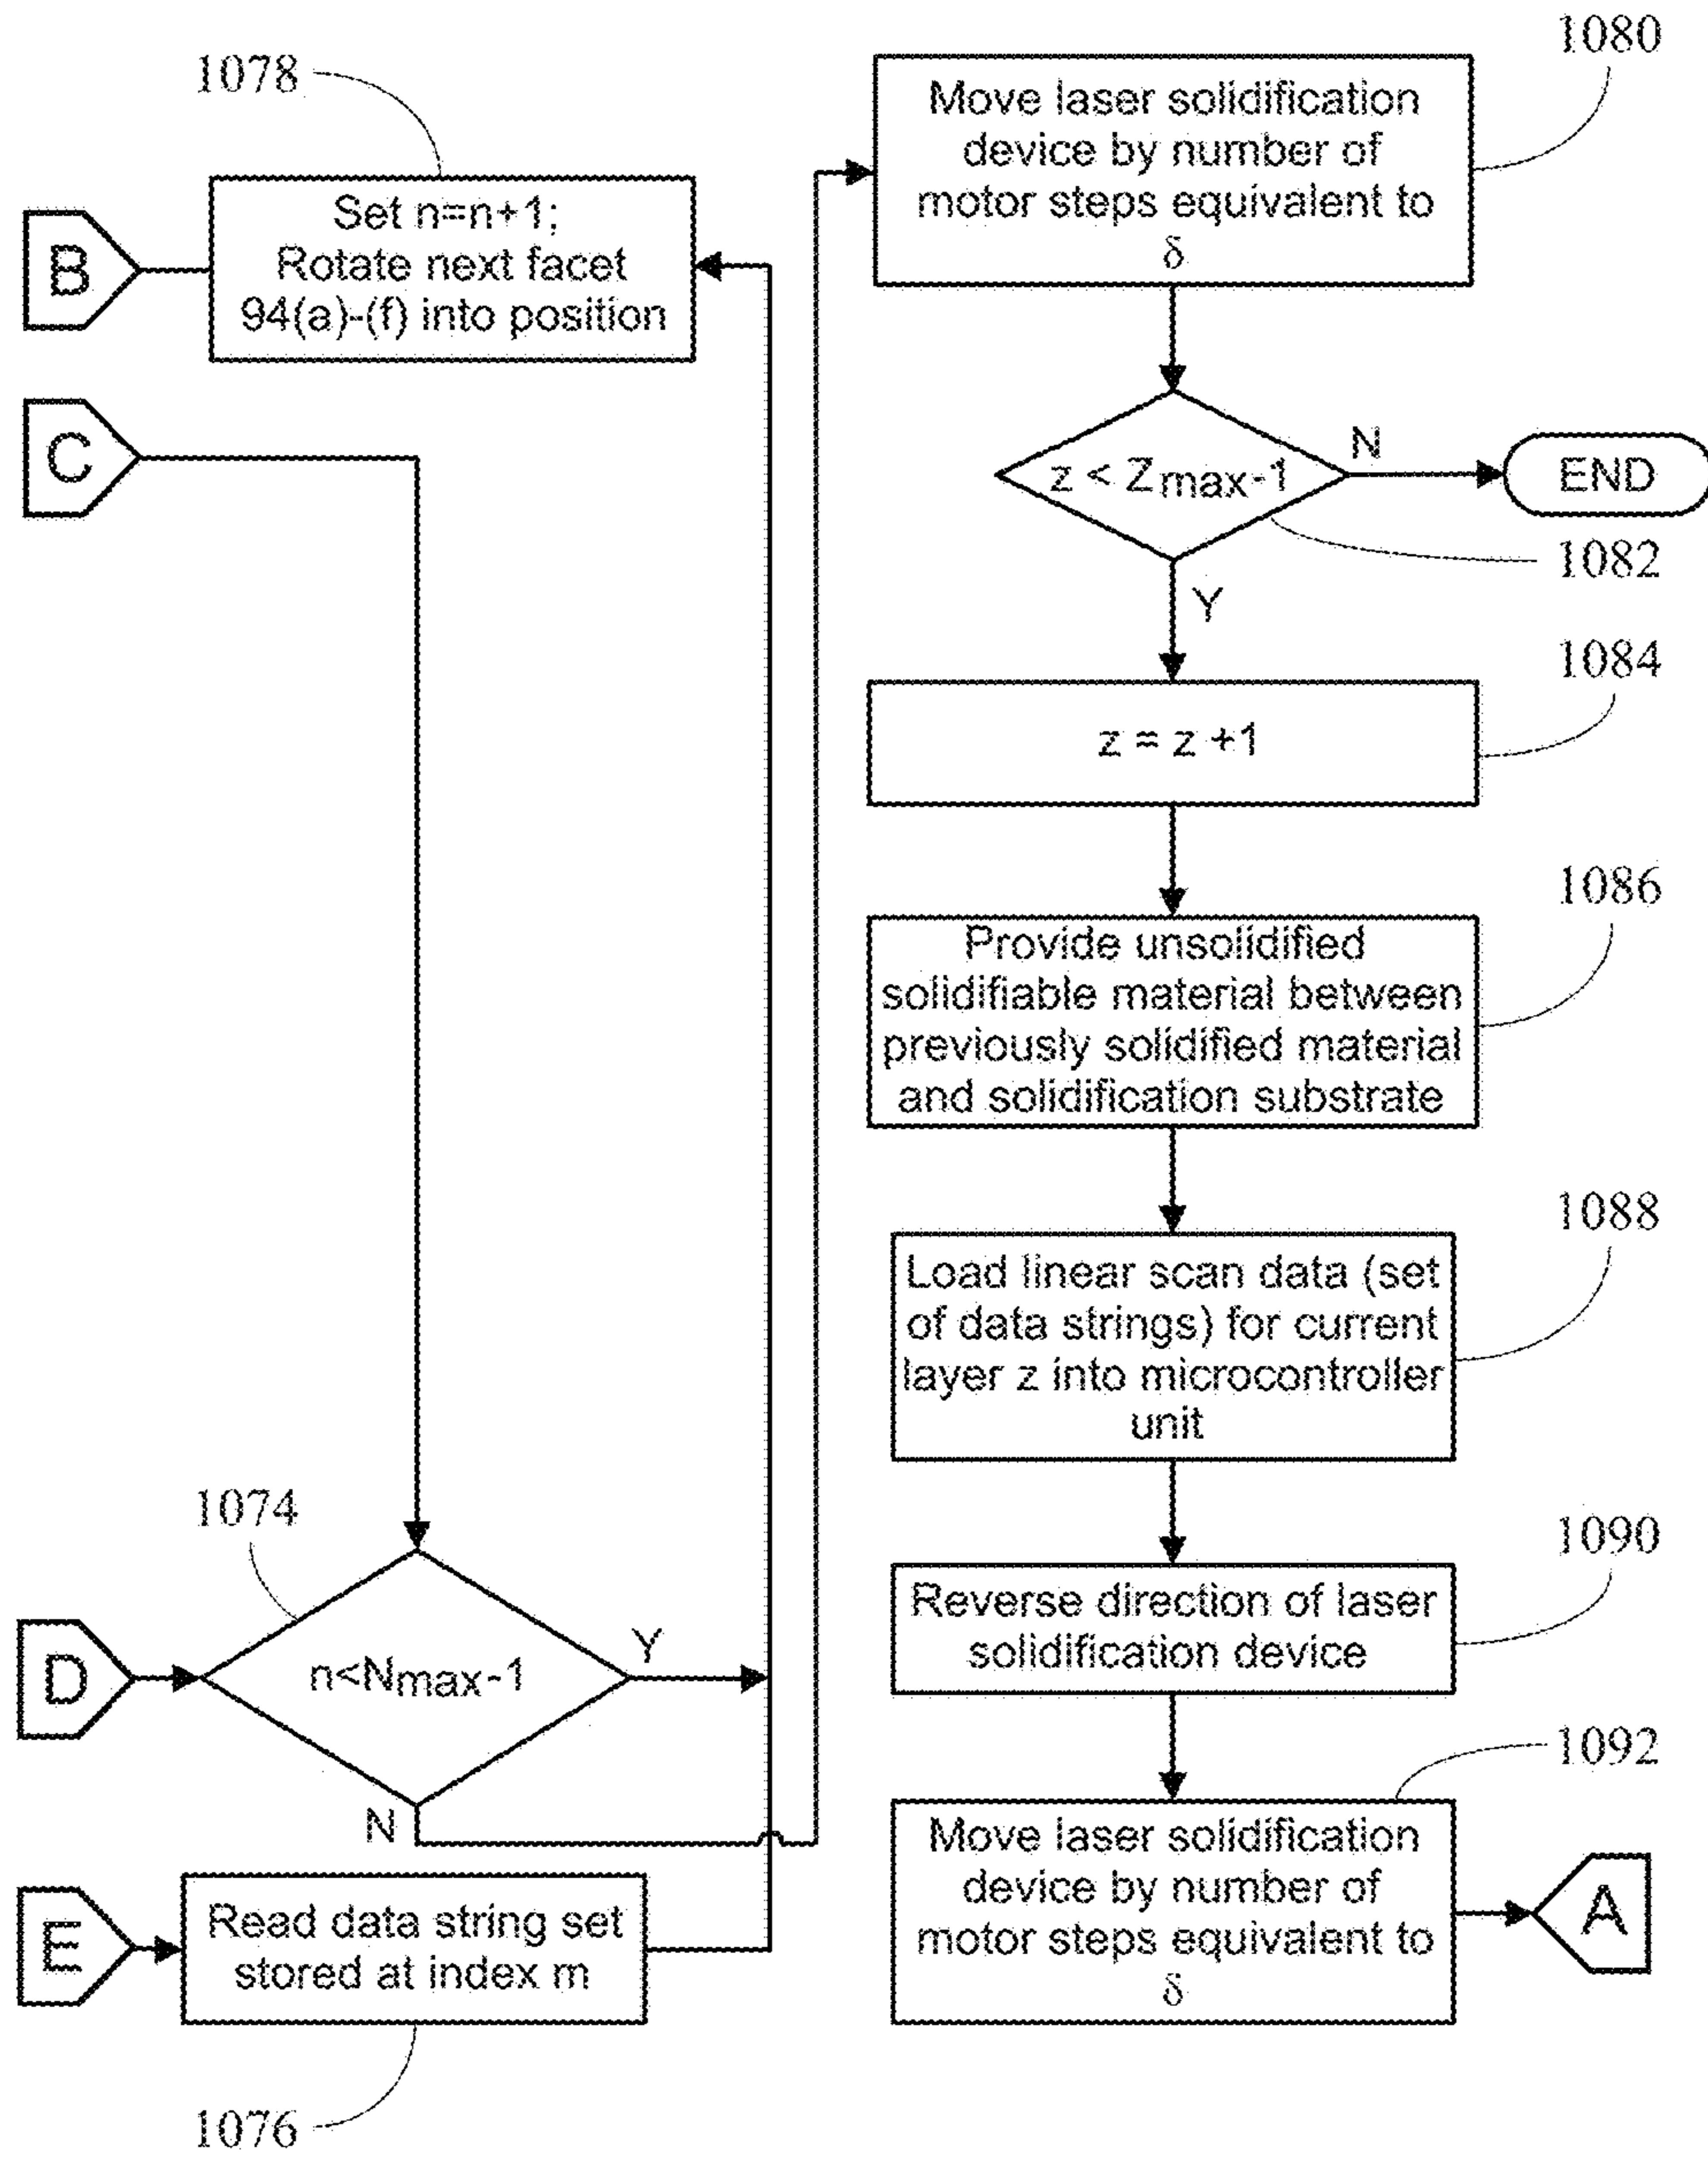 1078
B
Set n=n+1;
Rotate next facet
94(a)-(f) into position
C
1074
D
n<Nmax-1
Y
N
E
Read data string set
stored at index m
1076
1080
Move laser solidification
device by number of
motor steps equivalent to
δ
z < Zmax-1
N
END
1082
Y
1084
z = z +1
1086
Provide unsolidified
solidifiable material between
previously solidified material
and solidification substrate
1088
Load linear scan data (set
of data strings) for current
layer z into microcontroller
unit
1090
Reverse direction of laser
solidification device
1092
Move laser solidification
device by number of
motor steps equivalent to
δ
A